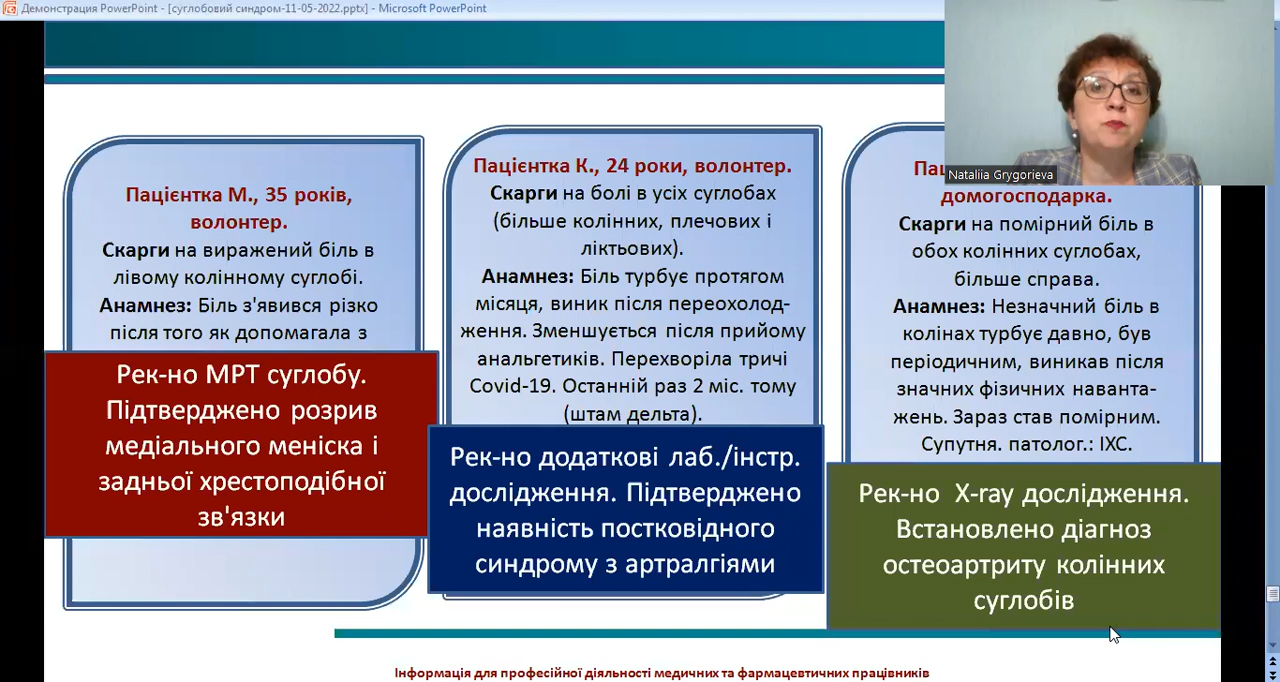 Демонстрация PowerPoint - [суглобовий синдром-11-05-2022.pptx] - Microsoft PowerPoint
Nataliia Grygorieva
Пацієнтка М., 35 років,
волонтер.
Скарги на виражений біль в
лівому колінному суглобі.
Анамнез: Біль з'явився різко
після того як допомагала з
Рек-но МРТ суглобу.
Підтверджено розрив
медіального меніска і
задньої хрестоподібної
зв'язки
Пацієнтка К., 24 роки, волонтер.
Скарги на болі в усіх суглобах
(більше колінних, плечових і
ліктьових).
Анамнез: Біль турбує протягом
місяця, виник після переохолод-
ження. Зменшується після прийому
анальгетиків. Перехворіла тричі
Covid-19. Останній раз 2 міс. тому
(штам дельта).
Рек-но додаткові лаб./інстр.
дослідження. Підтверджено
наявність постковідного
синдрому з артралгіями
домогосподарка.
Скарги на помірний біль в
обох колінних суглобах,
більше справа.
Анамнез: Незначний біль в
колінах турбує давно, був
періодичним, виникав після
значних фізичних наванта-
жень. Зараз став помірним.
Супутня. патолог.: ІХС.
Рек-но X-ray дослідження.
Встановлено діагноз
остеоартриту колінних
суглобів
Інформація для професійної діяльності медичних та фармацевтичних працівників